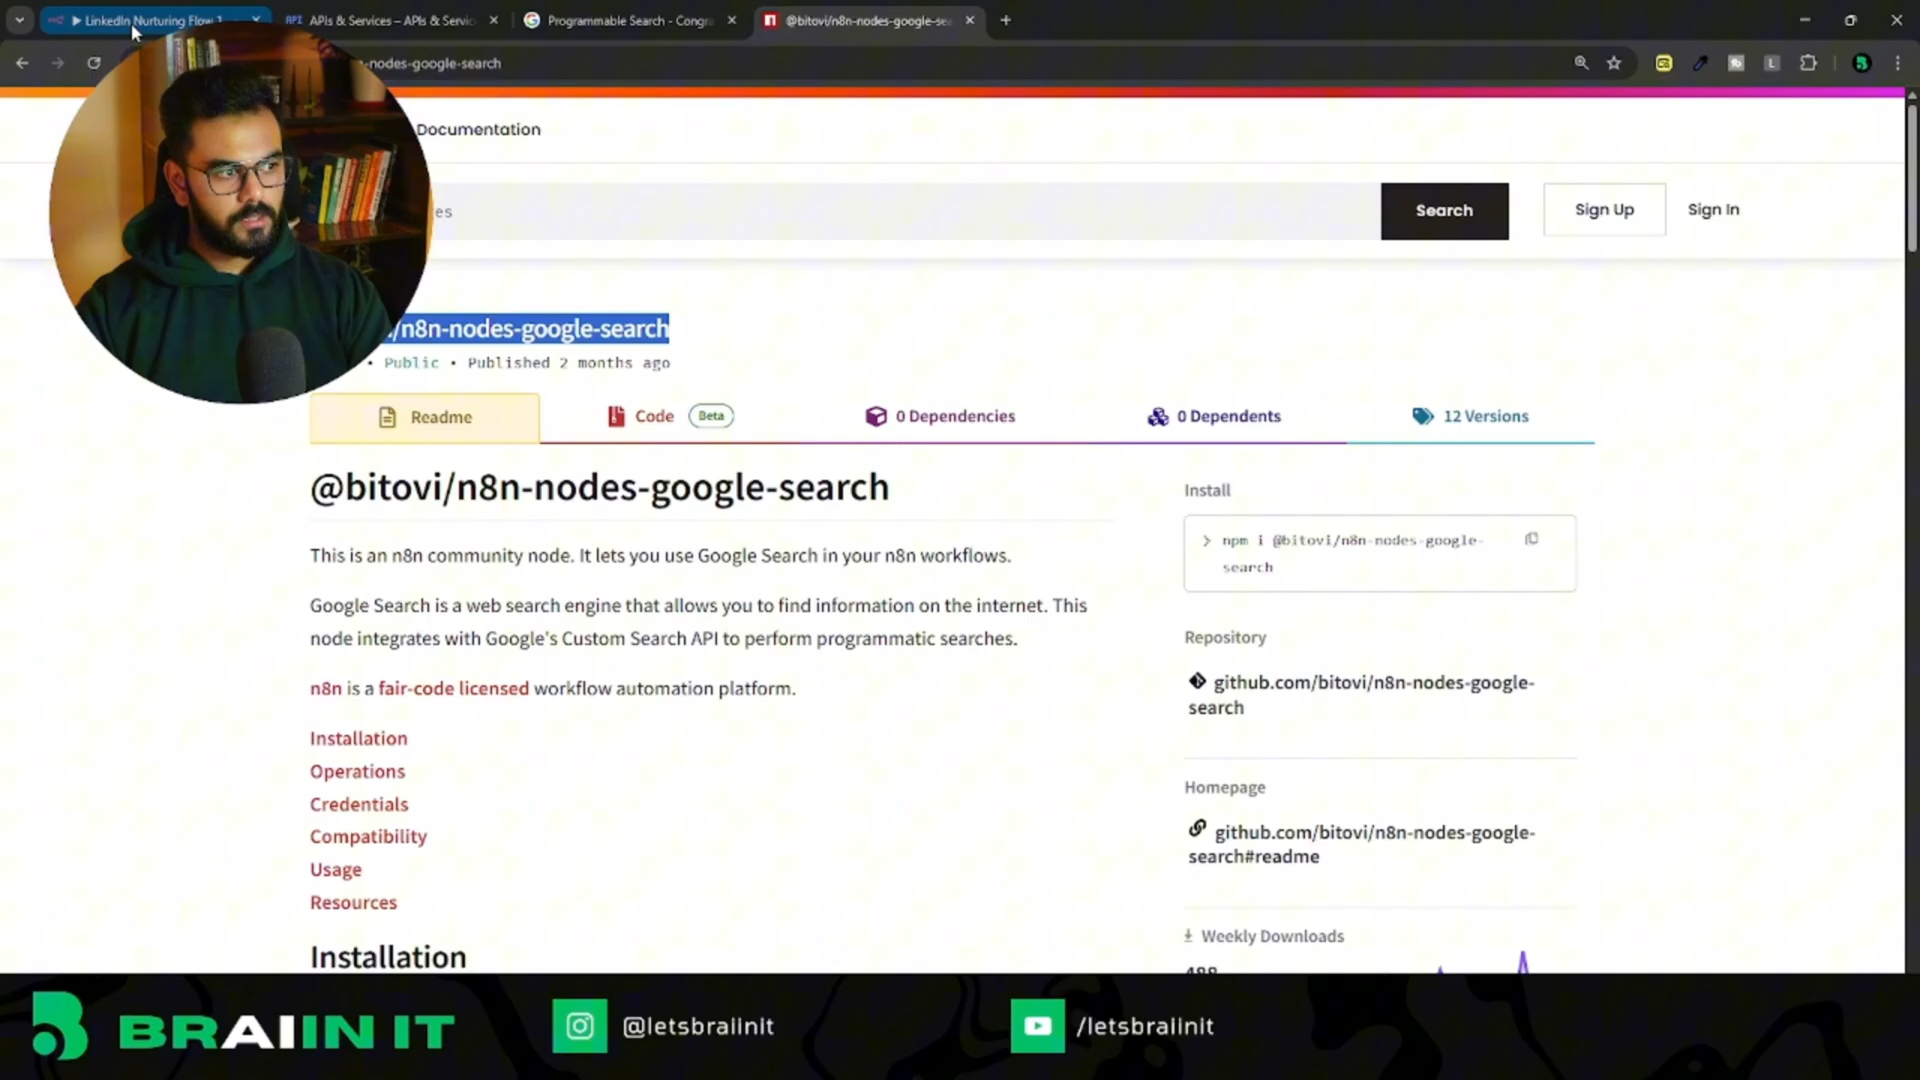 LinkedIn Nurturing Flow 1
API APIs & Services – APIs & Servic
Programmable Search - Congra
@bitovi/n8n-nodes-google-sea
-nodes-google-search
Documentation
es
Search
Sign Up
Sign In
/n8n-nodes-google-search
• Public • Published 2 months ago
Readme
Code Beta
0 Dependencies
0 Dependents
12 Versions
@bitovi/n8n-nodes-google-search
This is an n8n community node. It lets you use Google Search in your n8n workflows.
Google Search is a web search engine that allows you to find information on the internet. This
node integrates with Google's Custom Search API to perform programmatic searches.
n8n is a fair-code licensed workflow automation platform.
Installation
Operations
Credentials
Compatibility
Usage
Resources
Installation
Install
> npm i @bitovi/n8n-nodes-google-
search
Repository
github.com/bitovi/n8n-nodes-google-
search
Homepage
github.com/bitovi/n8n-nodes-google-
search#readme
Weekly Downloads
BRAIIN IT
@letsbraiinit
/letsbraiinit